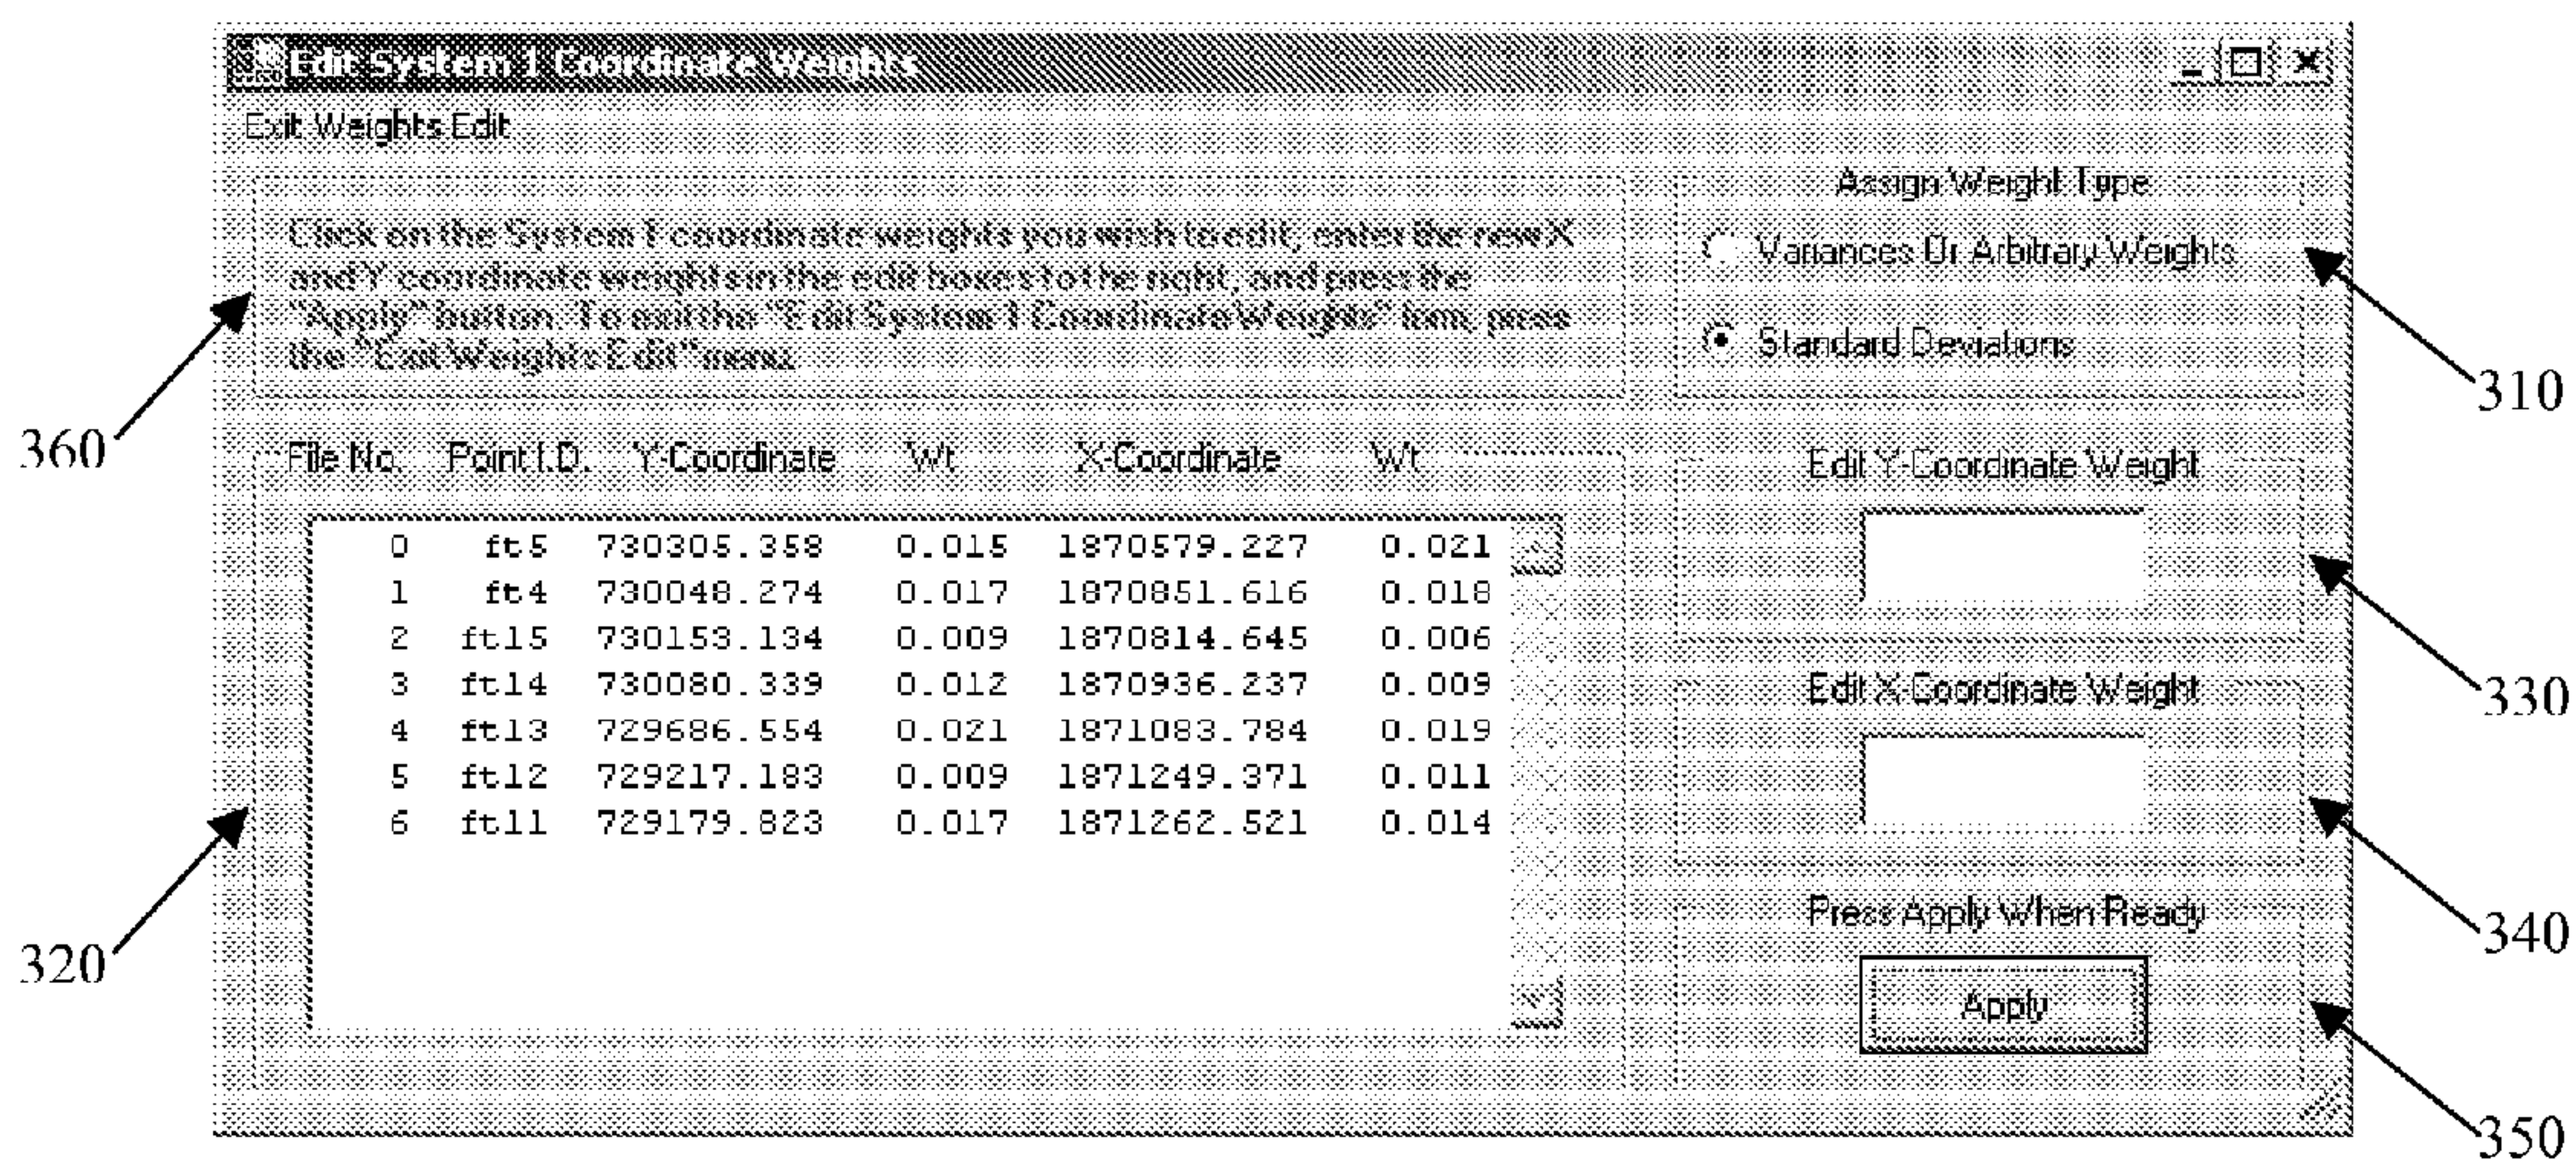 Edit System 1 Coordinate Weights
Exit Weights Edit
Click on the System 1 coordinate weights you wish to edit, enter the new X
and Y coordinate weights in the edit boxes to the right, and press the
"Apply" button. To exit the "Edit System 1 Coordinate Weights" form, press
the "Exit Weights Edit" menu.
Assign Weight Type
Variances Or Arbitrary Weights
Standard Deviations
310
360
File No. Point I.D. Y-Coordinate Wt X-Coordinate Wt
0 ft5 730305.358 0.015 1870579.227 0.021
1 ft4 730048.274 0.017 1870851.616 0.018
2 ft15 730153.134 0.009 1870814.645 0.006
3 ft14 730080.339 0.012 1870936.237 0.009
4 ft13 729686.554 0.021 1871083.784 0.019
5 ft12 729217.183 0.009 1871249.371 0.011
6 ft11 729179.823 0.017 1871262.521 0.014
320
Edit Y-Coordinate Weight
330
Edit X-Coordinate Weight
340
Press Apply When Ready
Apply
350